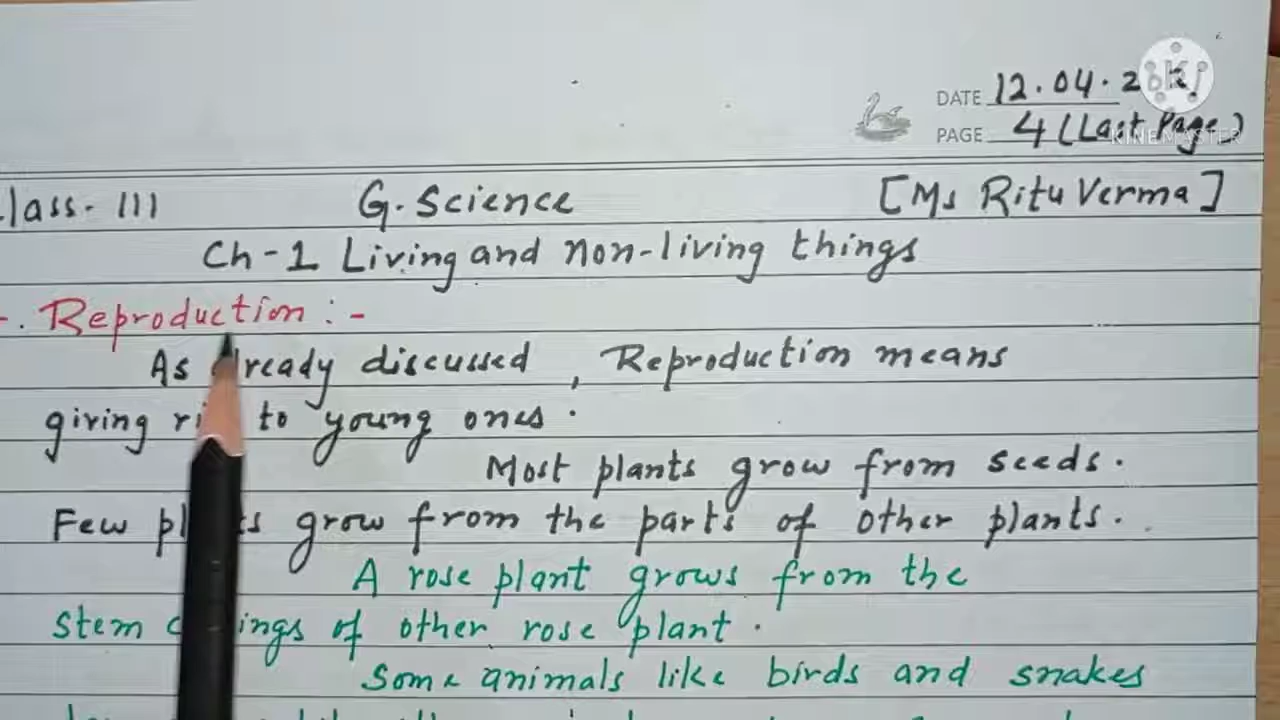 DATE 12.04.2
PAGE 4 (Last Page)
KINEMASTER
lass - III G. Science [Ms Ritu Verma]
Ch-1 Living and non-living things
Reproduction :-
As already discussed, Reproduction means
giving to young ones.
Most plants grow from seeds.
Few grow from the parts of other plants.
A rose plant grows from the
stem of other rose plant.
Some animals like birds and snakes